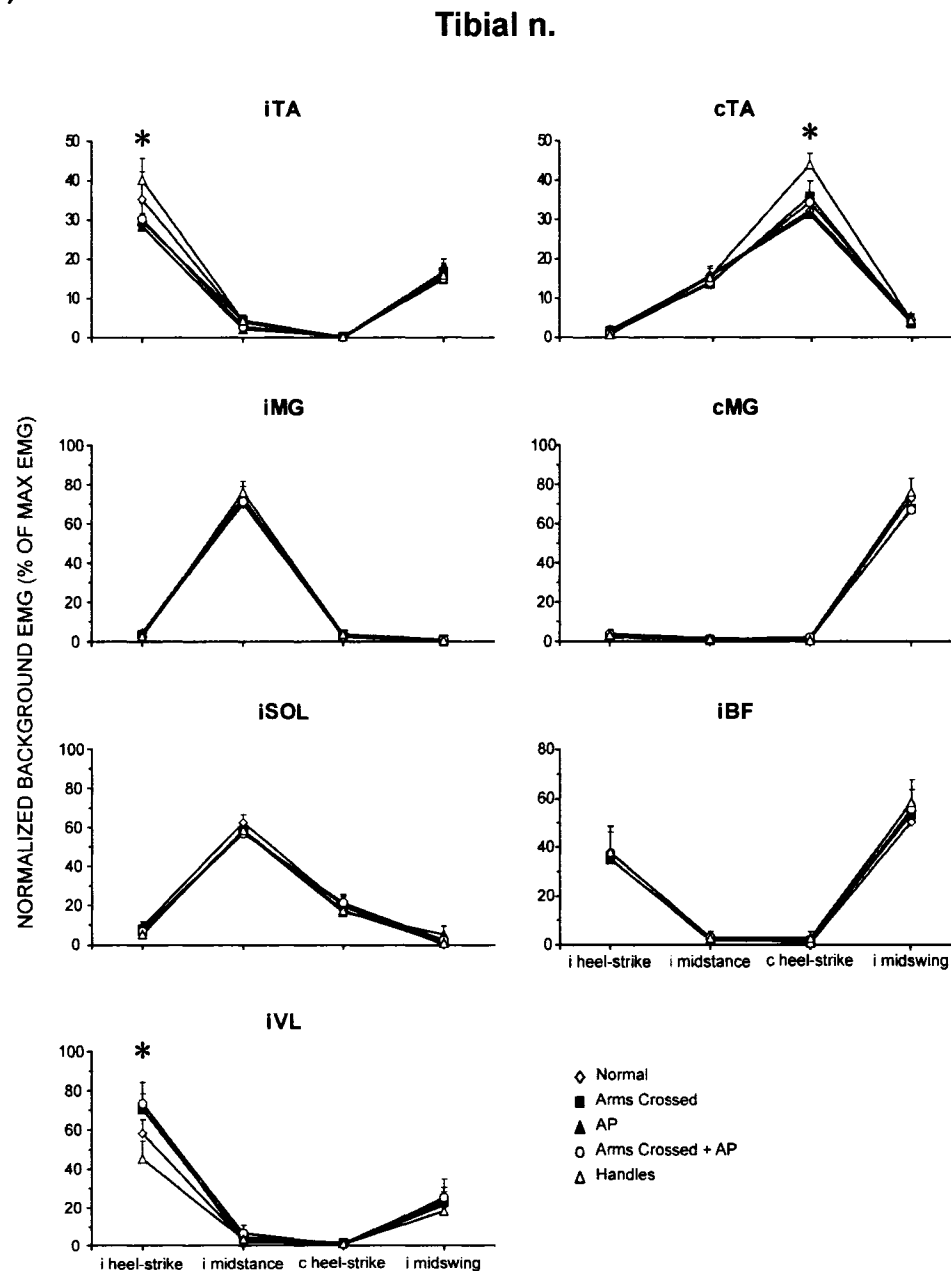 )
Tibial n.
iTA
cTA
*
*
50
40
30
20
10
0
50
40
30
20
10
0
iMG
cMG
100
80
60
40
20
0
100
80
60
40
20
0
NORMALIZED BACKGROUND EMG (% OF MAX EMG)
iSOL
iBF
100
80
60
40
20
0
80
60
40
20
0
i heel-strike i midstance c heel-strike i midswing
iVL
*
100
80
60
40
20
0
i heel-strike i midstance c heel-strike i midswing
Normal
Arms Crossed
AP
Arms Crossed + AP
Handles